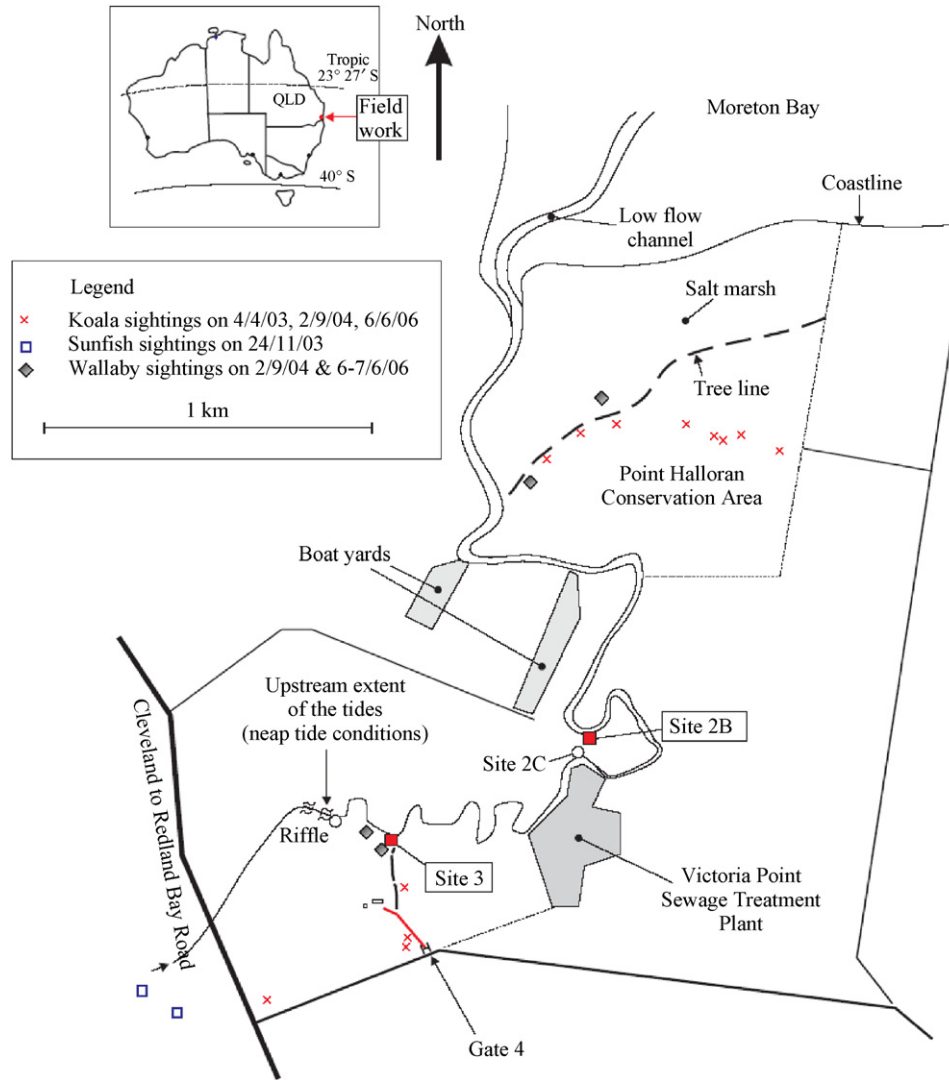 North
Tropic
23° 27′ S
QLD
Field
work
40° S
Moreton Bay
Coastline
Low flow
channel
Legend
Koala sightings on 4/4/03, 2/9/04, 6/6/06
Sunfish sightings on 24/11/03
Wallaby sightings on 2/9/04 & 6-7/6/06
1 km
Salt marsh
Tree line
Point Halloran
Conservation Area
Boat yards
Upstream extent
of the tides
(neap tide conditions)
Cleveland to Redland Bay Road
Site 2B
Site 2C
Riffle
Site 3
Victoria Point
Sewage Treatment
Plant
Gate 4